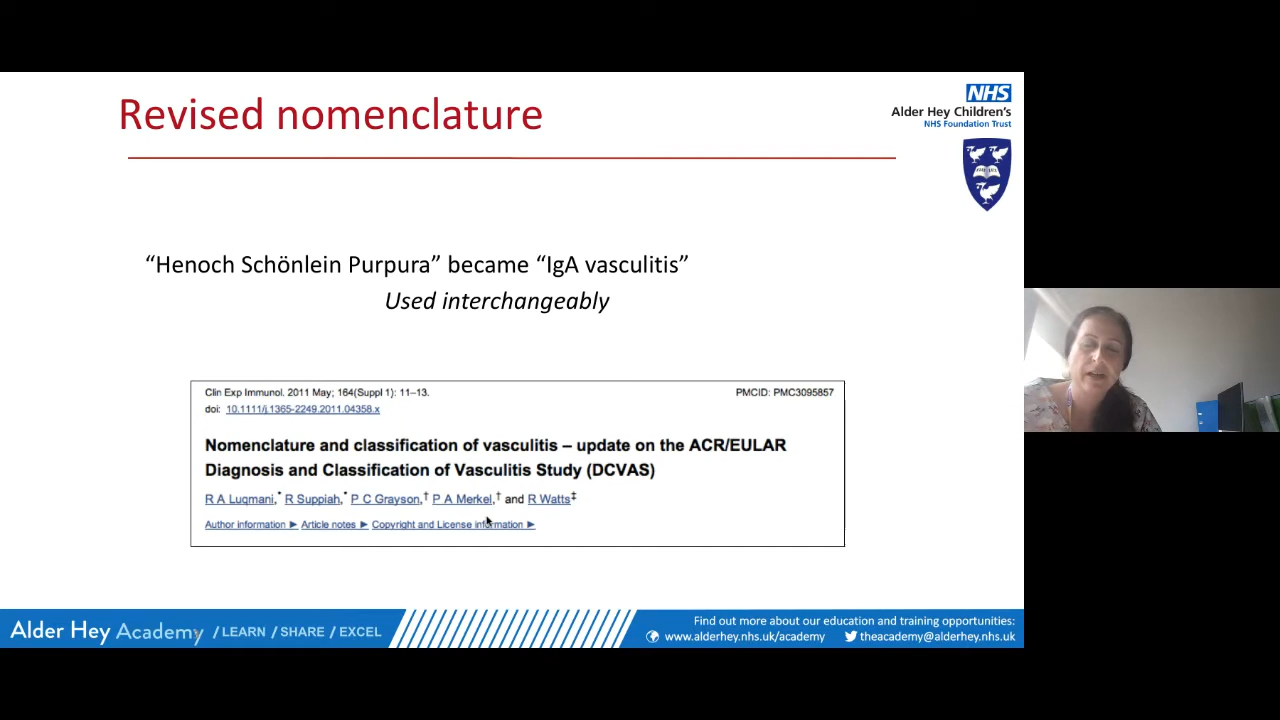 Revised nomenclature
NHS
Alder Hey Children's
NHS Foundation Trust
“Henoch Schönlein Purpura” became “IgA vasculitis”
Used interchangeably
Clin Exp Immunol. 2011 May; 164(Suppl 1): 11–13.
PMCID: PMC3095857
doi: 10.1111/j.1365-2249.2011.04358.x
Nomenclature and classification of vasculitis – update on the ACR/EULAR
Diagnosis and Classification of Vasculitis Study (DCVAS)
R A Luqmani,* R Suppiah,* P C Grayson,† P A Merkel,† and R Watts‡
Author information ▶ Article notes ▶ Copyright and License information ▶
Alder Hey Academy / LEARN / SHARE / EXCEL
Find out more about our education and training opportunities:
www.alderhey.nhs.uk/academy theacademy@alderhey.nhs.uk